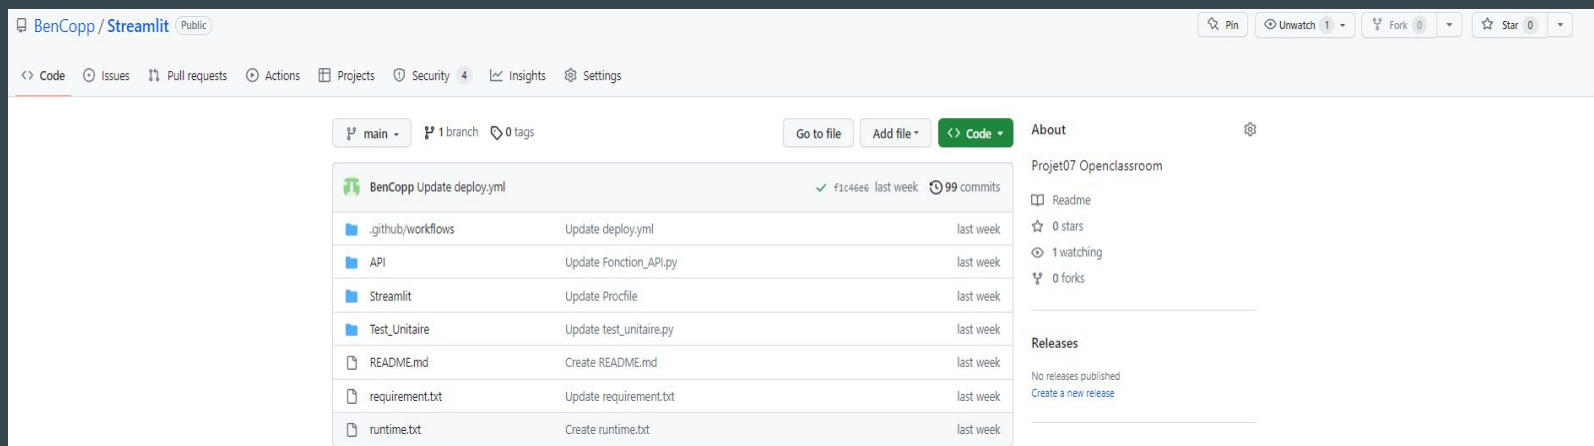 BenCopp / Streamlit Public Pin Unwatch 1 Fork 0 Star 0
<> Code Issues Pull requests Actions Projects Security 4 Insights Settings
main 1 branch 0 tags Go to file Add file <> Code
BenCopp Update deploy.yml f1c46e6 last week 99 commits
.github/workflows Update deploy.yml last week
API Update Fonction_API.py last week
Streamlit Update Procfile last week
Test_Unitaire Update test_unitaire.py last week
README.md Create README.md last week
requirement.txt Update requirement.txt last week
runtime.txt Create runtime.txt last week
About
Projet07 Openclassroom
Readme
0 stars
1 watching
0 forks
Releases
No releases published
Create a new release